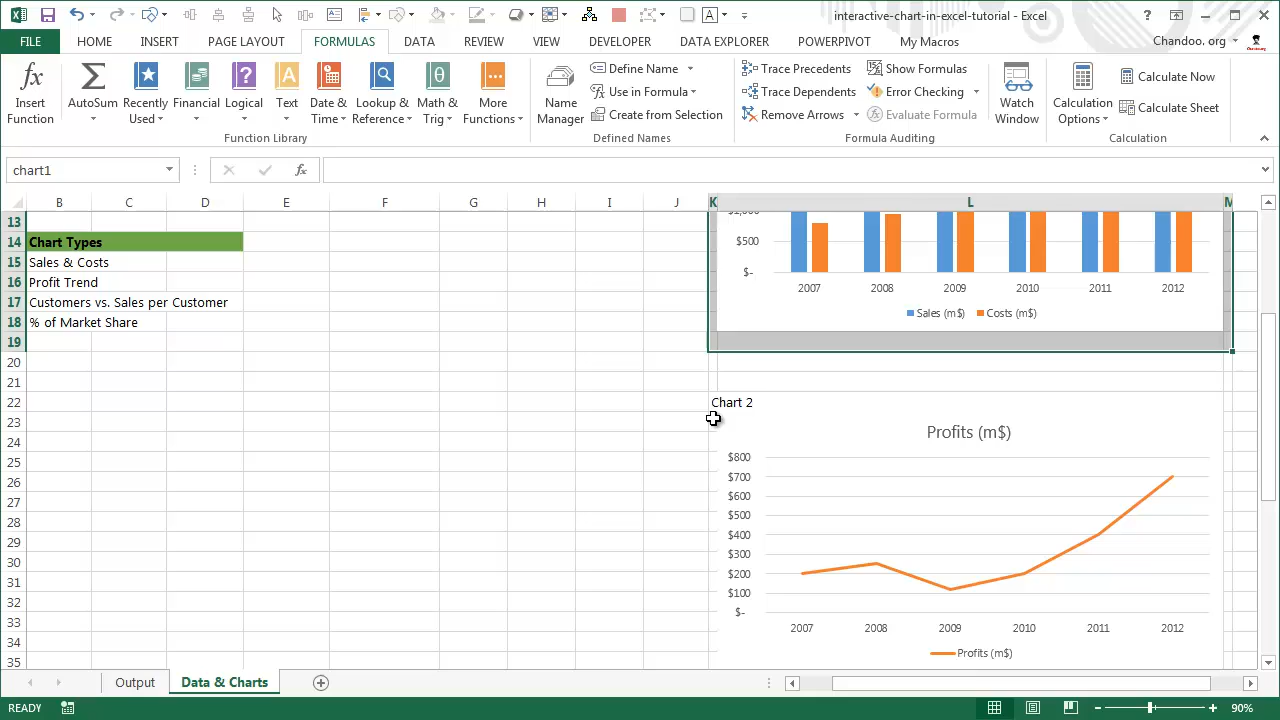 interactive-chart-in-excel-tutorial - Excel
FILE HOME INSERT PAGE LAYOUT FORMULAS DATA REVIEW VIEW DEVELOPER DATA EXPLORER POWERPIVOT My Macros Chandoo. org
Insert Function
AutoSum
Recently Used
Financial
Logical
Text
Date & Time
Lookup & Reference
Math & Trig
More Functions
Function Library
Name Manager
Define Name
Use in Formula
Create from Selection
Defined Names
Trace Precedents
Trace Dependents
Remove Arrows
Show Formulas
Error Checking
Evaluate Formula
Formula Auditing
Watch Window
Calculation Options
Calculate Now
Calculate Sheet
Calculation
chart1
fx
B C D E F G H I J K L M
13
14 Chart Types
15 Sales & Costs
16 Profit Trend
17 Customers vs. Sales per Customer
18 % of Market Share
19
20
21
22
23
24
25
26
27
28
29
30
31
32
33
34
35
$500
$-
2007 2008 2009 2010 2011 2012
Sales (m$) Costs (m$)
Chart 2
Profits (m$)
$800
$700
$600
$500
$400
$300
$200
$100
$-
2007 2008 2009 2010 2011 2012
Profits (m$)
Output Data & Charts
READY
90%